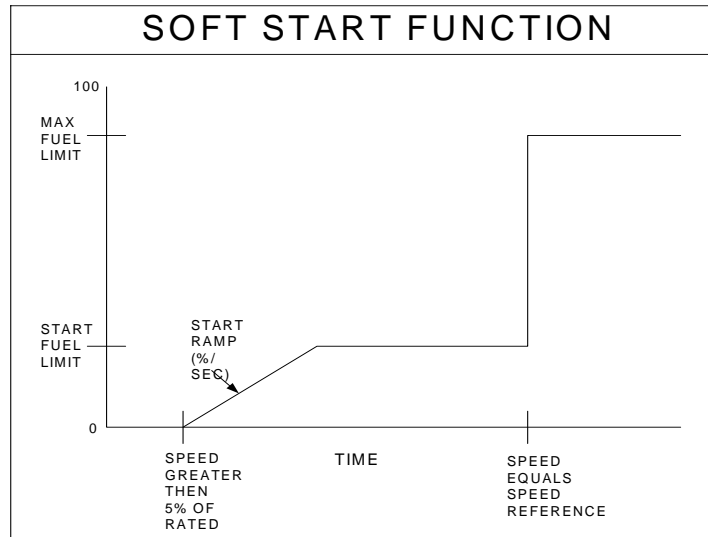 SOFT START FUNCTION
100
MAX
FUEL
LIMIT
START
FUEL
LIMIT
START
RAMP
(%/
SEC)
0
SPEED
GREATER
THEN
5% OF
RATED
TIME
SPEED
EQUALS
SPEED
REFERENCE